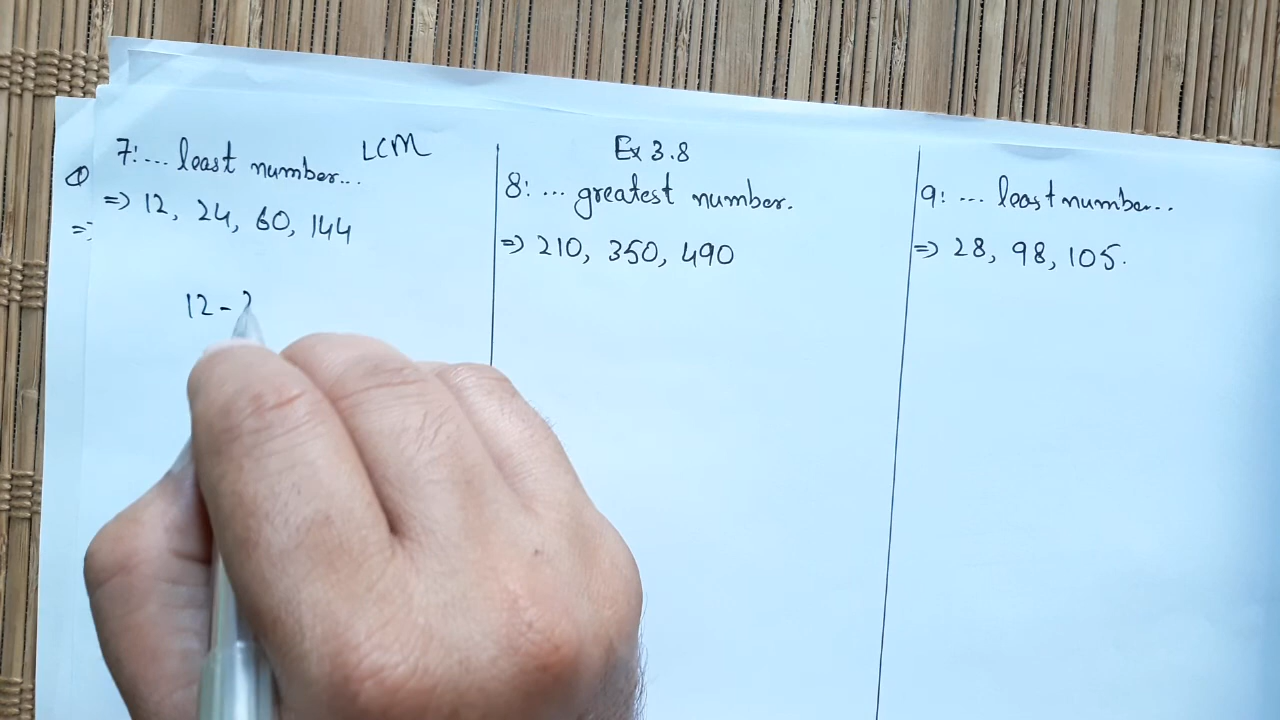 Ex 3.8
7:... least number... LCM
⇒ 12, 24, 60, 144
12 - 2
8: ... greatest number.
⇒ 210, 350, 490
9: ... least number...
⇒ 28, 98, 105.